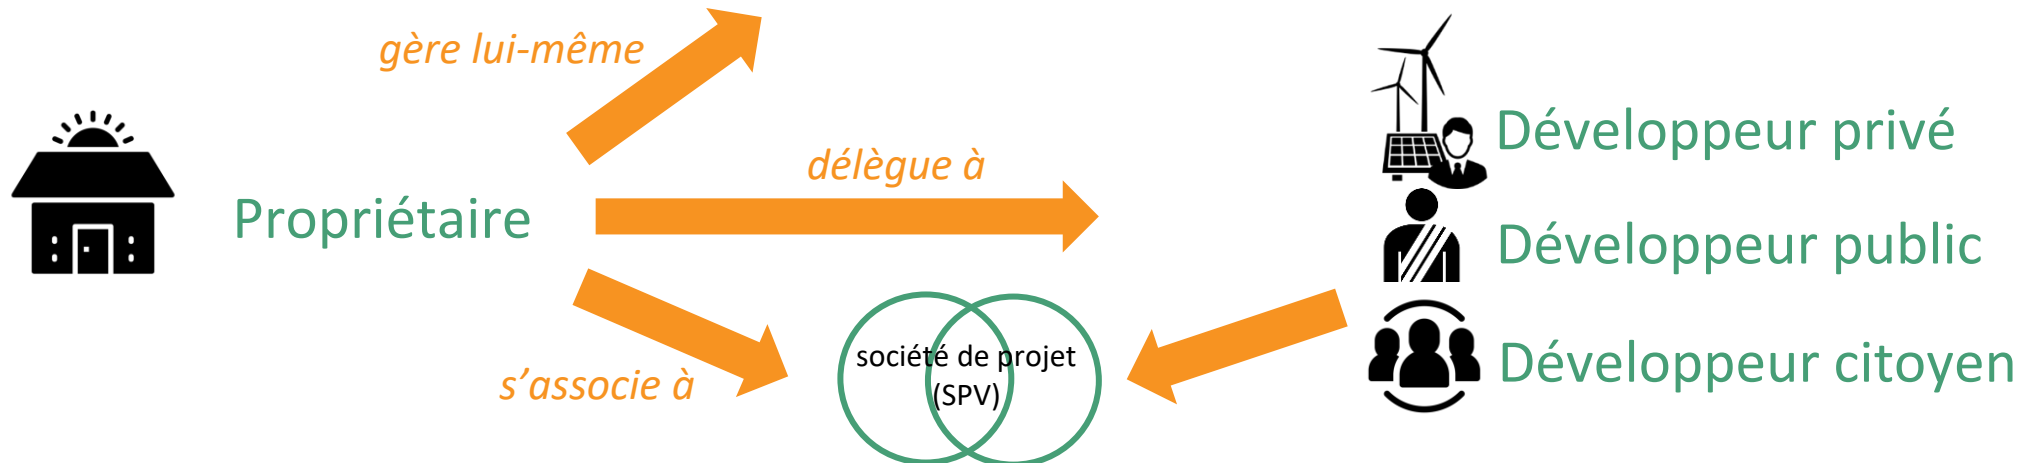 gère lui-même
Propriétaire
délègue à
s’associe à
société de projet
(SPV)
Développeur privé
Développeur public
Développeur citoyen